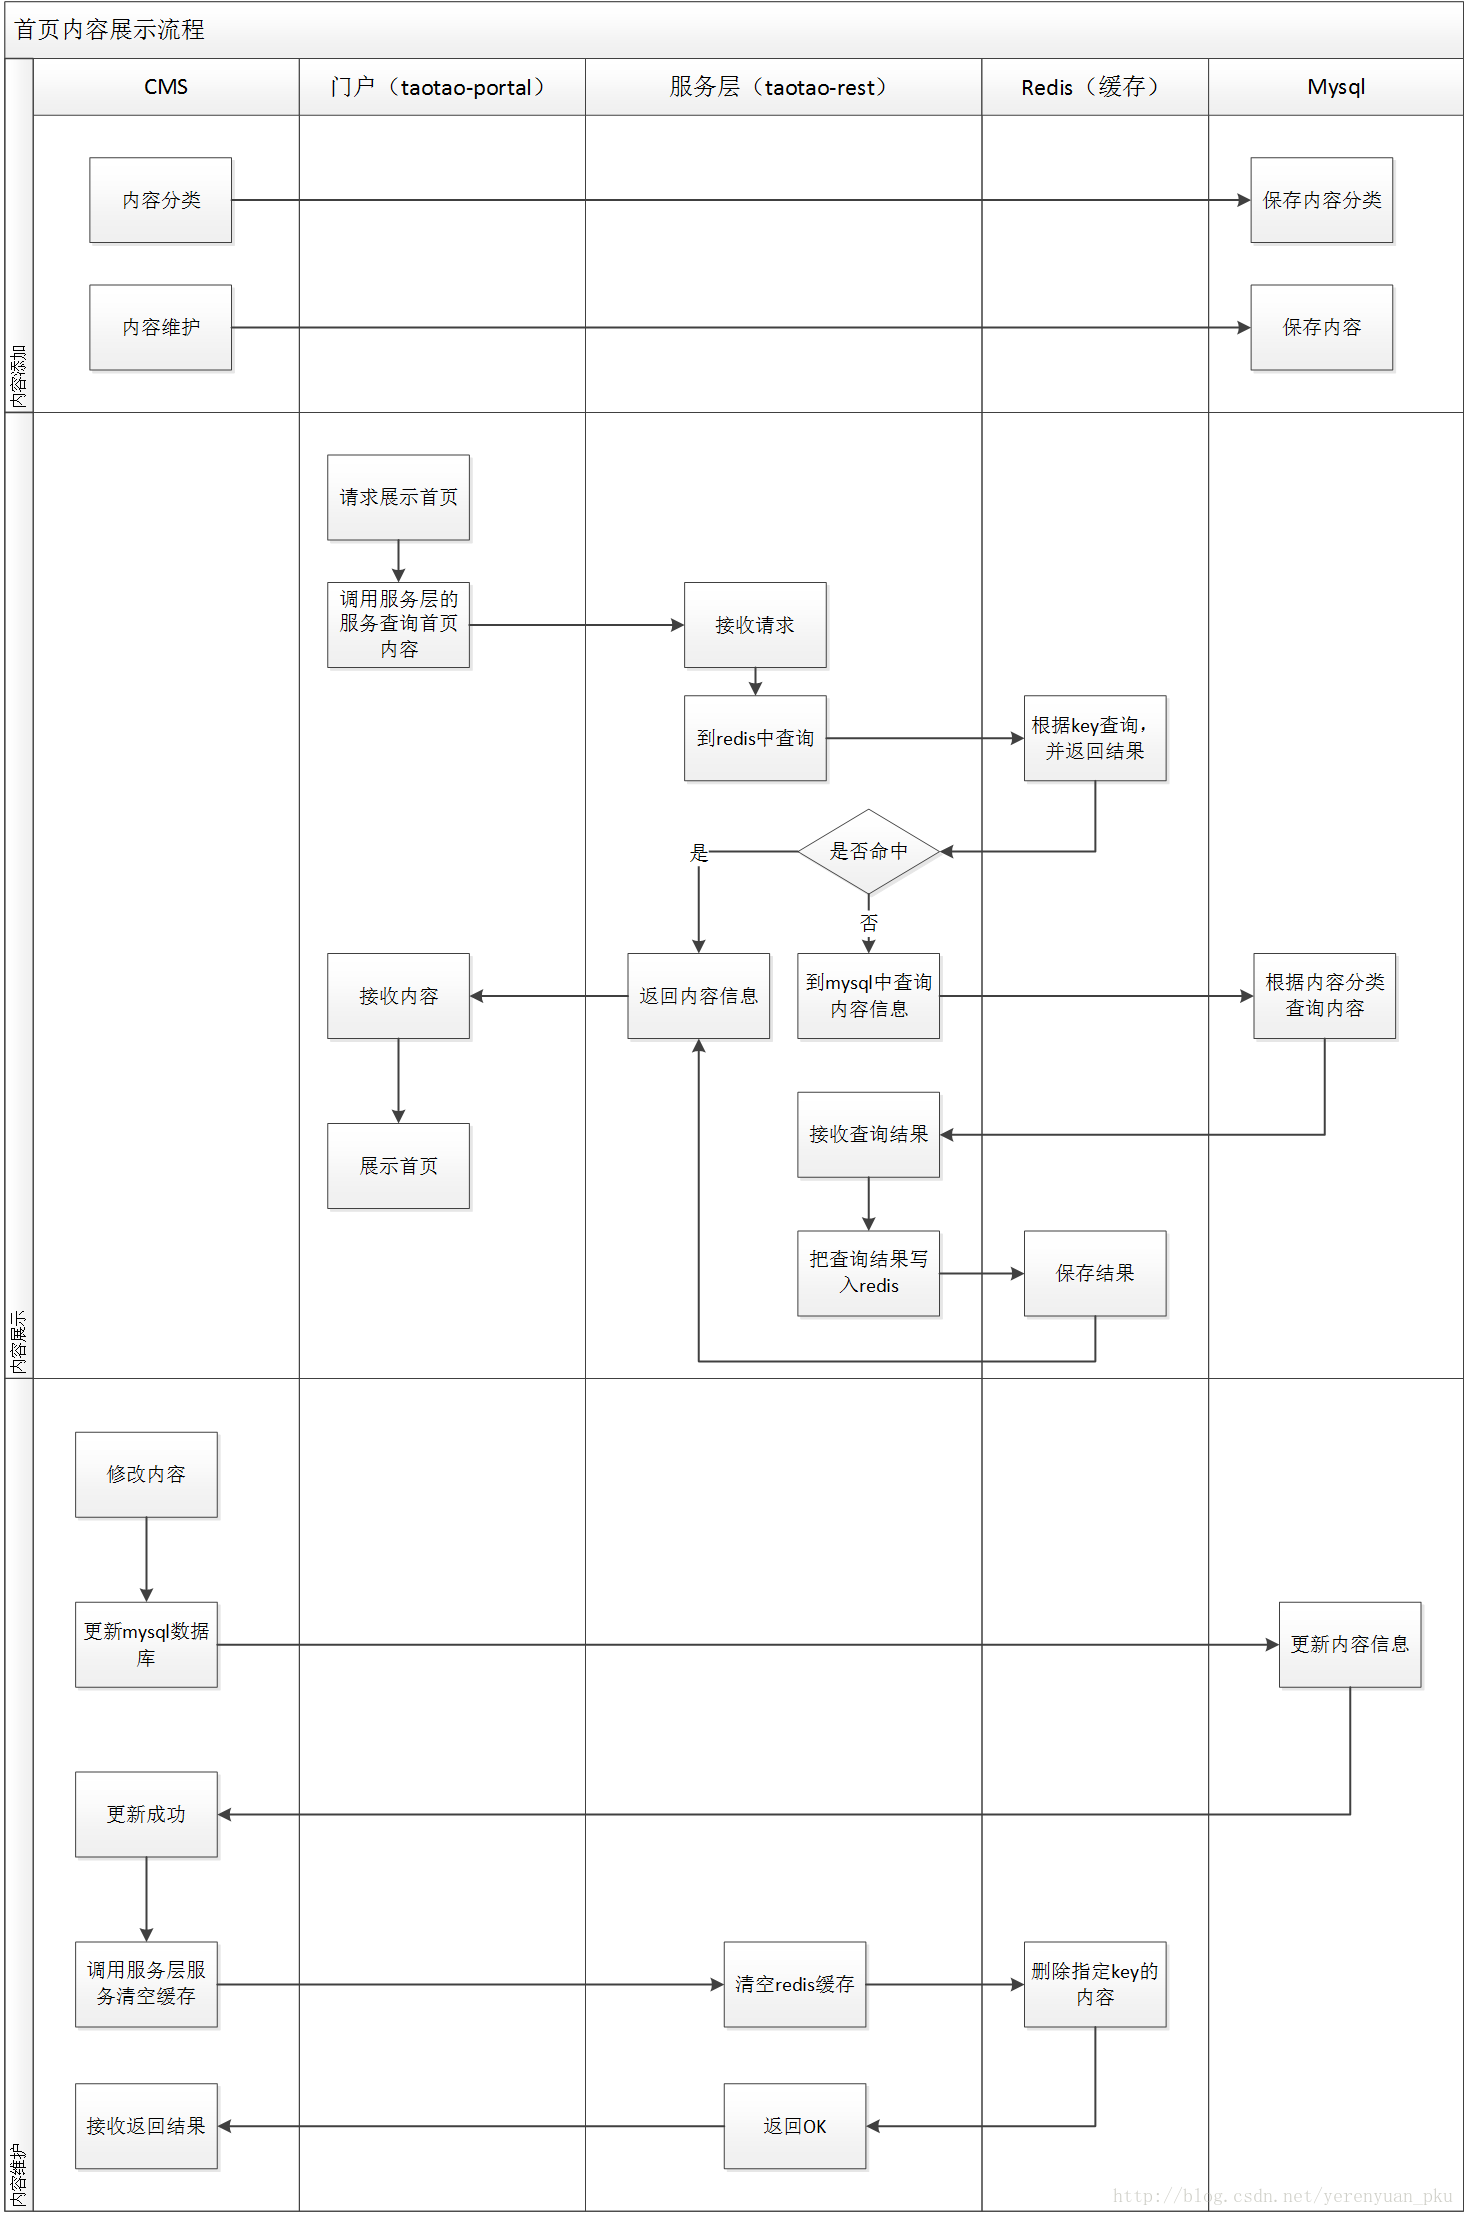 首页内容展示流程
CMS
门户（taotao-portal）
服务层（taotao-rest）
Redis（缓存）
Mysql
内容添加
内容分类
保存内容分类
内容维护
保存内容
内容展示
请求展示首页
调用服务层的
服务查询首页
内容
接收请求
到redis中查询
根据key查询，
并返回结果
是否命中
是
否
接收内容
返回内容信息
到mysql中查询
内容信息
根据内容分类
查询内容
接收查询结果
展示首页
把查询结果写
入redis
保存结果
内容维护
修改内容
更新mysql数据
库
更新内容信息
更新成功
调用服务层服
务清空缓存
清空redis缓存
删除指定key的
内容
接收返回结果
返回OK
http://blog.csdn.net/yerenyuan_pku